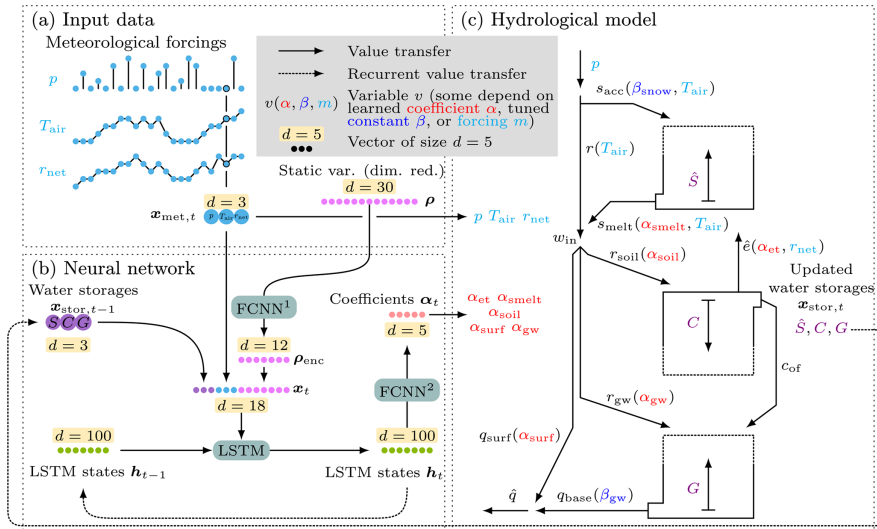 (a) Input data
Meteorological forcings
p
T_air
r_net
d = 3
x_met,t
p T_air r_net
Value transfer
Recurrent value transfer
v(α, β, m)
Variable v (some depend on
learned coefficient α, tuned
constant β, or forcing m)
d = 5
Vector of size d = 5
Static var. (dim. red.)
d = 30
ρ
p T_air r_net
(b) Neural network
Water storages
x_stor,t−1
S C G
d = 3
FCNN¹
d = 12
ρ_enc
x_t
d = 18
Coefficients α_t
d = 5
α_et α_smelt
α_soil
α_surf α_gw
FCNN²
d = 100
LSTM
d = 100
LSTM states h_t−1
LSTM states h_t
(c) Hydrological model
p
s_acc(β_snow, T_air)
r(T_air)
Ŝ
s_melt(α_smelt, T_air)
w_in
r_soil(α_soil)
ê(α_et, r_net)
Updated
water storages
x_stor,t
Ŝ, C, G
C
c_of
r_gw(α_gw)
q_surf(α_surf)
G
q̂
q_base(β_gw)